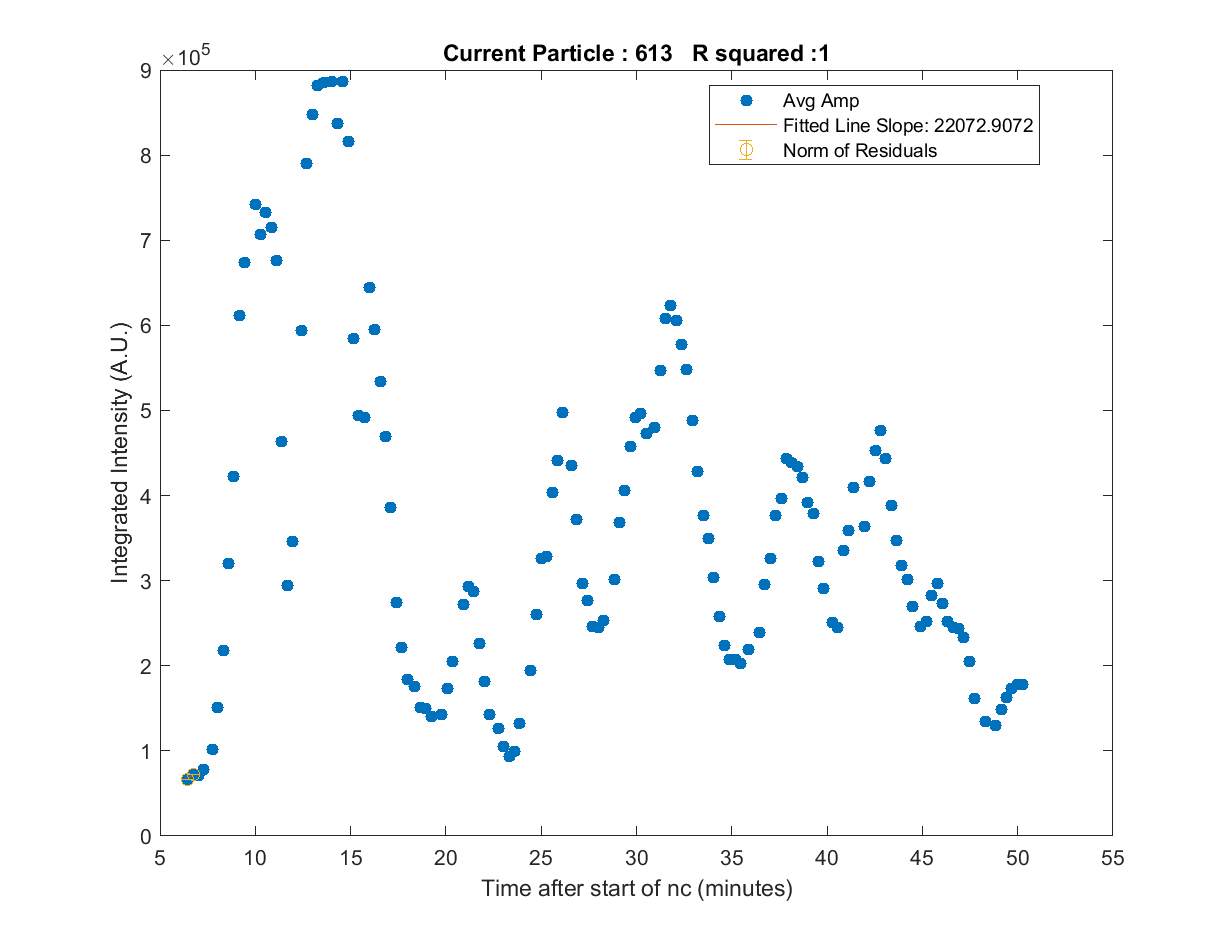 Current Particle : 613   R squared :1
×10^5
Avg Amp
Fitted Line Slope: 22072.9072
Norm of Residuals
9
8
7
6
5
4
3
2
1
0
Integrated Intensity (A.U.)
5 10 15 20 25 30 35 40 45 50 55
Time after start of nc (minutes)